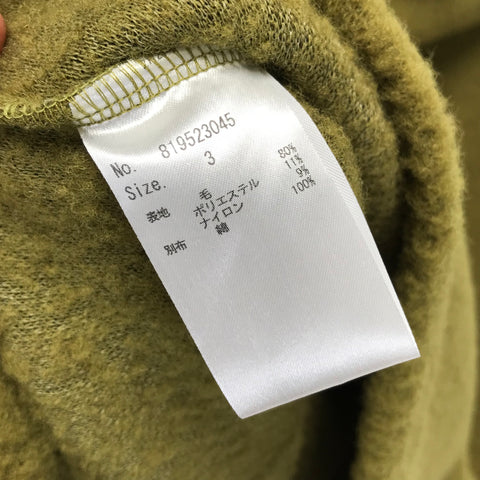 No. 819523045
Size. 3
表地 毛 80%
ポリエステル 11%
ナイロン 9%
別布 綿 100%